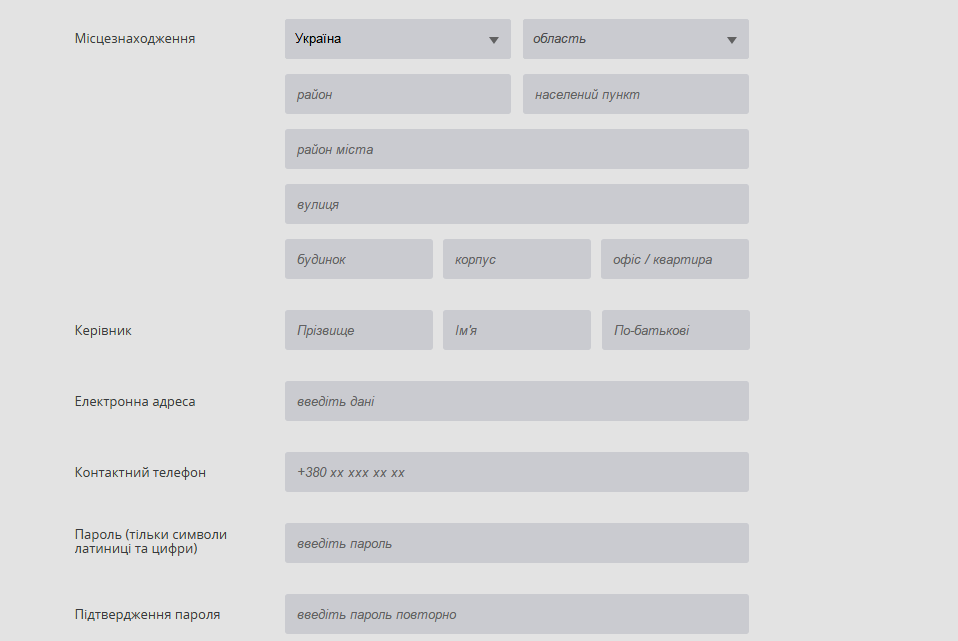 Місцезнаходження Україна область
район населений пункт
район міста
вулиця
будинок корпус офіс / квартира
Керівник Прізвище Ім'я По-батькові
Електронна адреса введіть дані
Контактний телефон +380 xx xxx xx xx
Пароль (тільки символи
латиниці та цифри) введіть пароль
Підтвердження пароля введіть пароль повторно